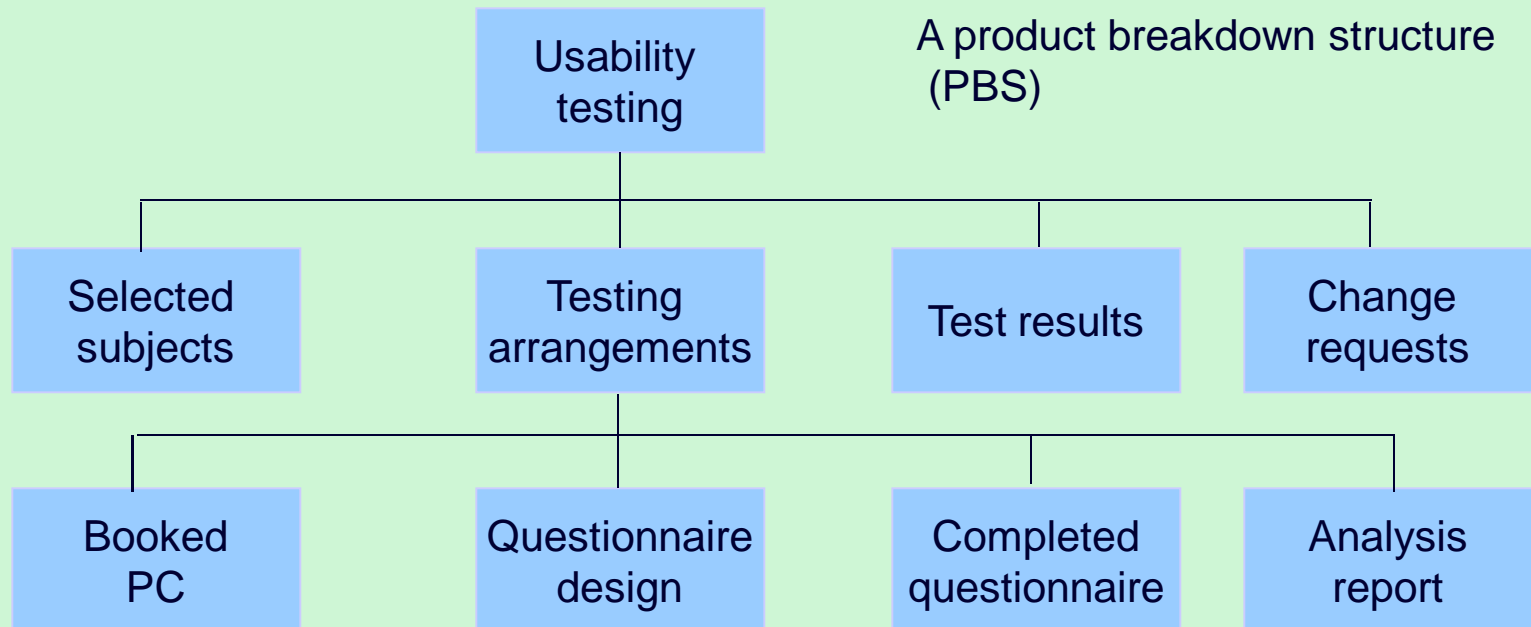 Usability
testing
A product breakdown structure
(PBS)
Selected
subjects
Testing
arrangements
Test results
Change
requests
Booked
PC
Questionnaire
design
Completed
questionnaire
Analysis
report